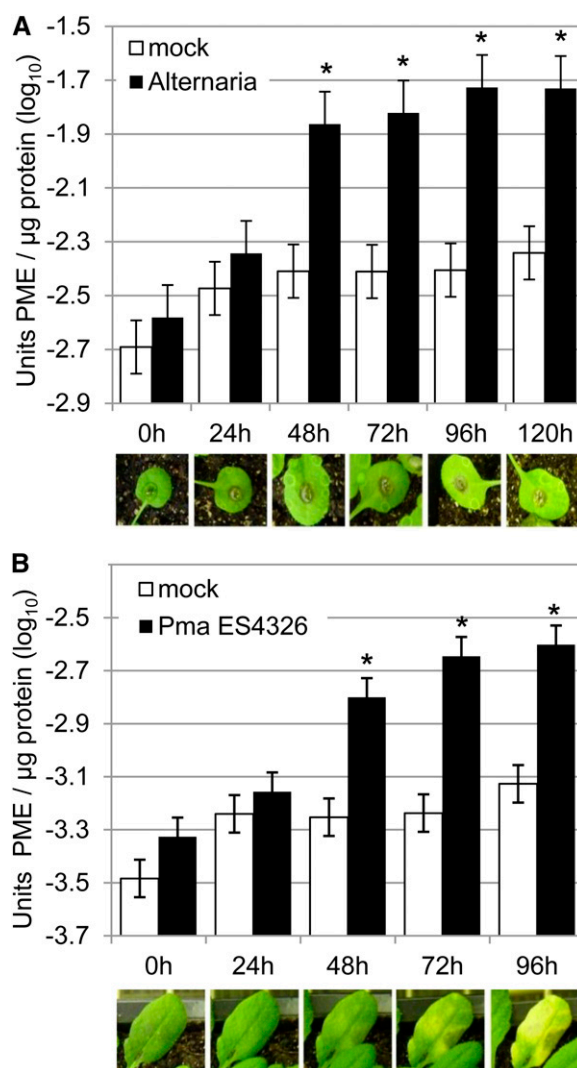 A
Units PME / µg protein (log₁₀)
-1.5
-1.7
-1.9
-2.1
-2.3
-2.5
-2.7
-2.9
mock
Alternaria
* * * *
0h 24h 48h 72h 96h 120h
B
Units PME / µg protein (log₁₀)
-2.5
-2.7
-2.9
-3.1
-3.3
-3.5
-3.7
mock
Pma ES4326
* * *
0h 24h 48h 72h 96h